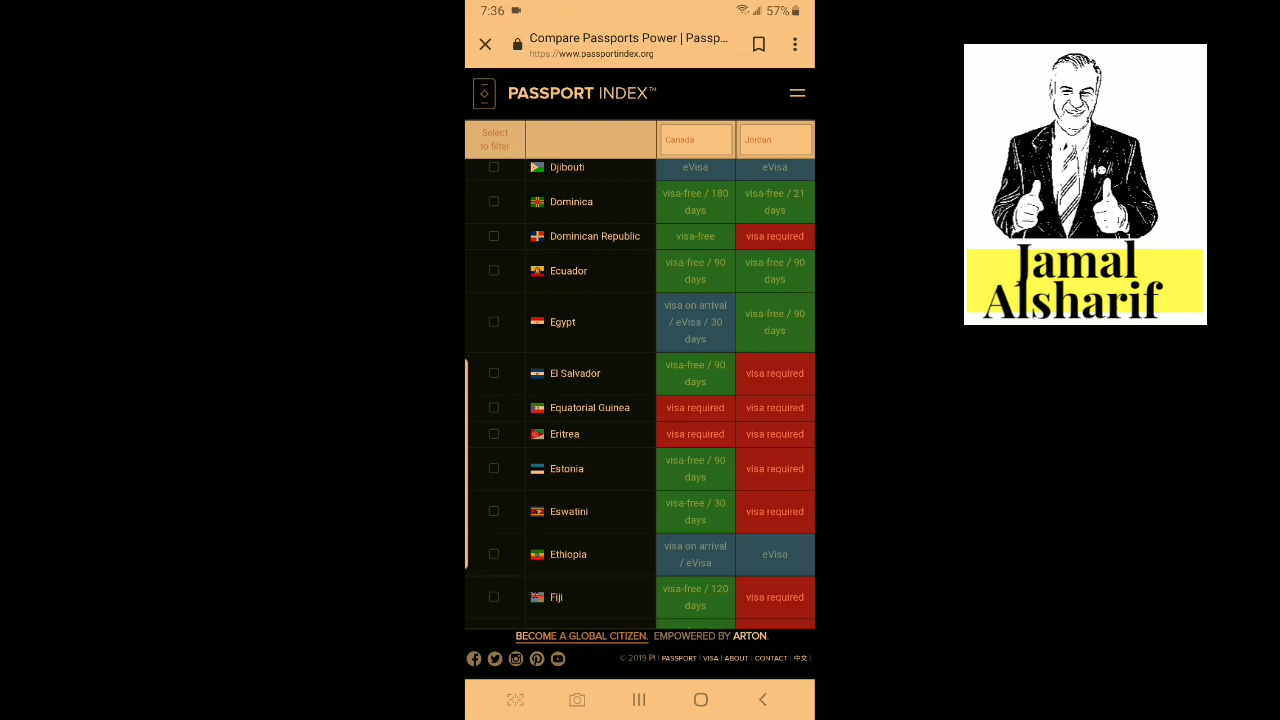 7:36 57%
Compare Passports Power | Passp...
https://www.passportindex.org
PASSPORT INDEX™
Select
to filter
Canada Jordan
Djibouti eVisa eVisa
Dominica visa-free / 180 days visa-free / 21 days
Dominican Republic visa-free visa required
Ecuador visa-free / 90 days visa-free / 90 days
Egypt visa on arrival / eVisa / 30 days visa-free / 90 days
El Salvador visa-free / 90 days visa required
Equatorial Guinea visa required visa required
Eritrea visa required visa required
Estonia visa-free / 90 days visa required
Eswatini visa-free / 30 days visa required
Ethiopia visa on arrival / eVisa eVisa
Fiji visa-free / 120 days visa required
BECOME A GLOBAL CITIZEN. EMPOWERED BY ARTON.
© 2019 PI | PASSPORT | VISA | ABOUT | CONTACT | 中文 |
Jamal
Alsharif